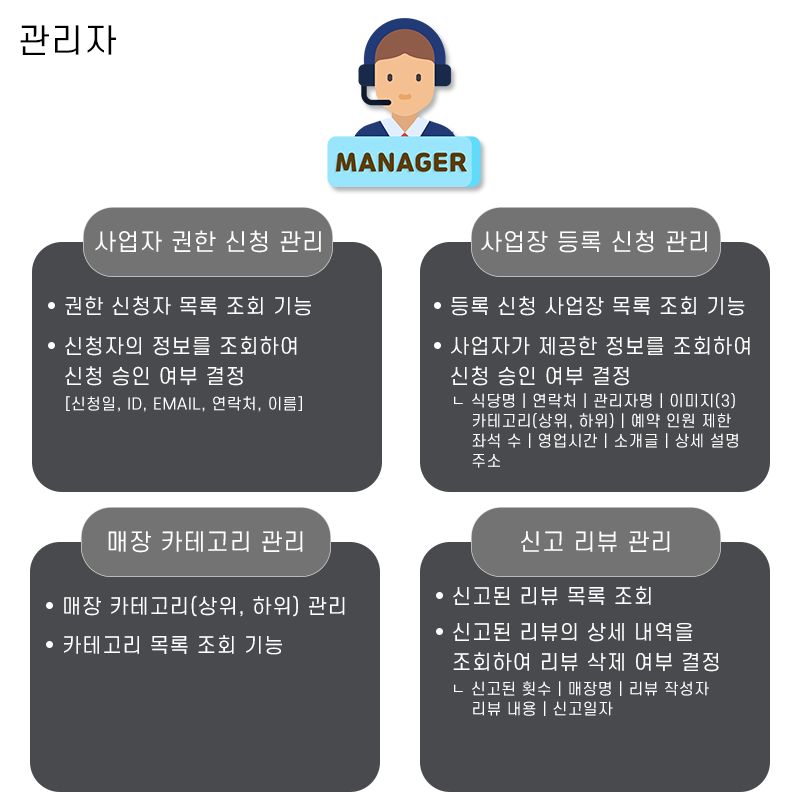 관리자
MANAGER
사업자 권한 신청 관리
• 권한 신청자 목록 조회 기능
• 신청자의 정보를 조회하여
신청 승인 여부 결정
[신청일, ID, EMAIL, 연락처, 이름]
사업장 등록 신청 관리
• 등록 신청 사업장 목록 조회 기능
• 사업자가 제공한 정보를 조회하여
신청 승인 여부 결정
ㄴ 식당명 | 연락처 | 관리자명 | 이미지(3)
카테고리(상위, 하위) | 예약 인원 제한
좌석 수 | 영업시간 | 소개글 | 상세 설명
주소
매장 카테고리 관리
• 매장 카테고리(상위, 하위) 관리
• 카테고리 목록 조회 기능
신고 리뷰 관리
• 신고된 리뷰 목록 조회
• 신고된 리뷰의 상세 내역을
조회하여 리뷰 삭제 여부 결정
ㄴ 신고된 횟수 | 매장명 | 리뷰 작성자
리뷰 내용 | 신고일자